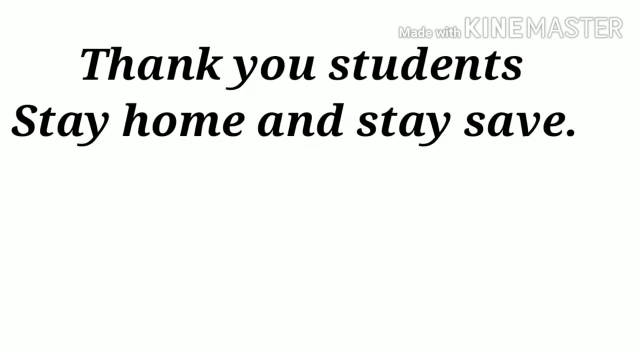 Made with KINEMASTER
Thank you students
Stay home and stay save.